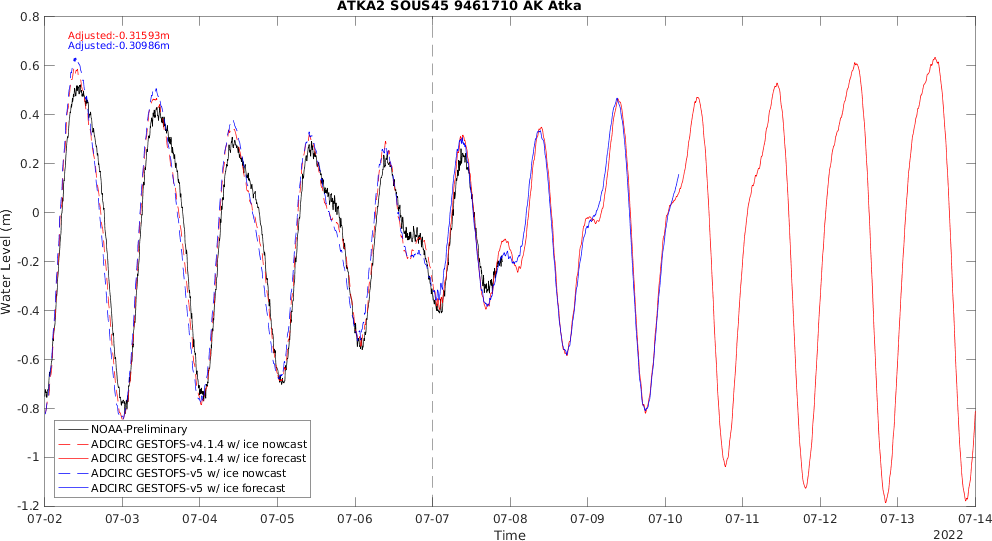 ATKA2 SOUS45 9461710 AK Atka
Adjusted:-0.31593m
Adjusted:-0.30986m
0.8
0.6
0.4
0.2
0
-0.2
-0.4
-0.6
-0.8
-1
-1.2
Water Level (m)
NOAA-Preliminary
ADCIRC GESTOFS-v4.1.4 w/ ice nowcast
ADCIRC GESTOFS-v4.1.4 w/ ice forecast
ADCIRC GESTOFS-v5 w/ ice nowcast
ADCIRC GESTOFS-v5 w/ ice forecast
07-02 07-03 07-04 07-05 07-06 07-07 07-08 07-09 07-10 07-11 07-12 07-13 07-14
Time
2022